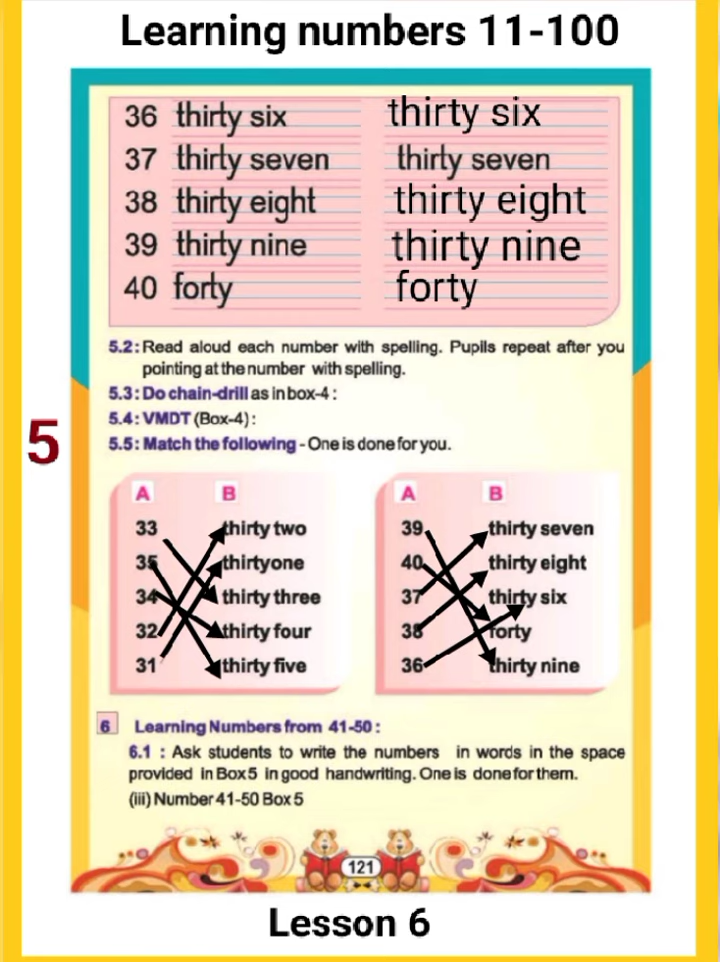 Learning numbers 11-100
36 thirty six thirty six
37 thirty seven thirly seven
38 thirty eight thirty eight
39 thirty nine thirty nine
40 forty forty
5.2: Read aloud each number with spelling. Pupils repeat after you
pointing at the number with spelling.
5.3: Do chain-drill as in box-4:
5.4: VMDT (Box-4):
5
5.5: Match the following - One is done for you.
A B A B
33 thirty two 39 thirty seven
35 thirtyone 40 thirty eight
34 thirty three 37 thirty six
32 thirty four 38 forty
31 thirty five 36 thirty nine
6 Learning Numbers from 41-50:
6.1 : Ask students to write the numbers in words in the space
provided in Box 5 in good handwriting. One is done for them.
(iii) Number 41-50 Box 5
121
Lesson 6